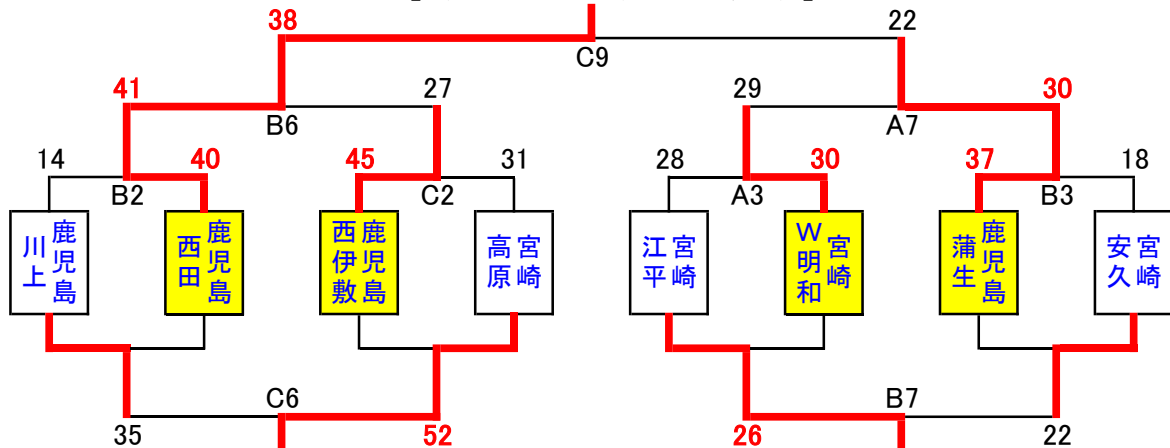 38
22
C9
41
27
29
30
B6
A7
14
40
45
31
28
30
37
18
B2
C2
A3
B3
鹿児島
川上
鹿児島
西田
鹿児島
西伊敷
宮崎
高原
宮崎
江平
宮崎
W明和
鹿児島
蒲生
宮崎
安久
C6
B7
35
52
26
22